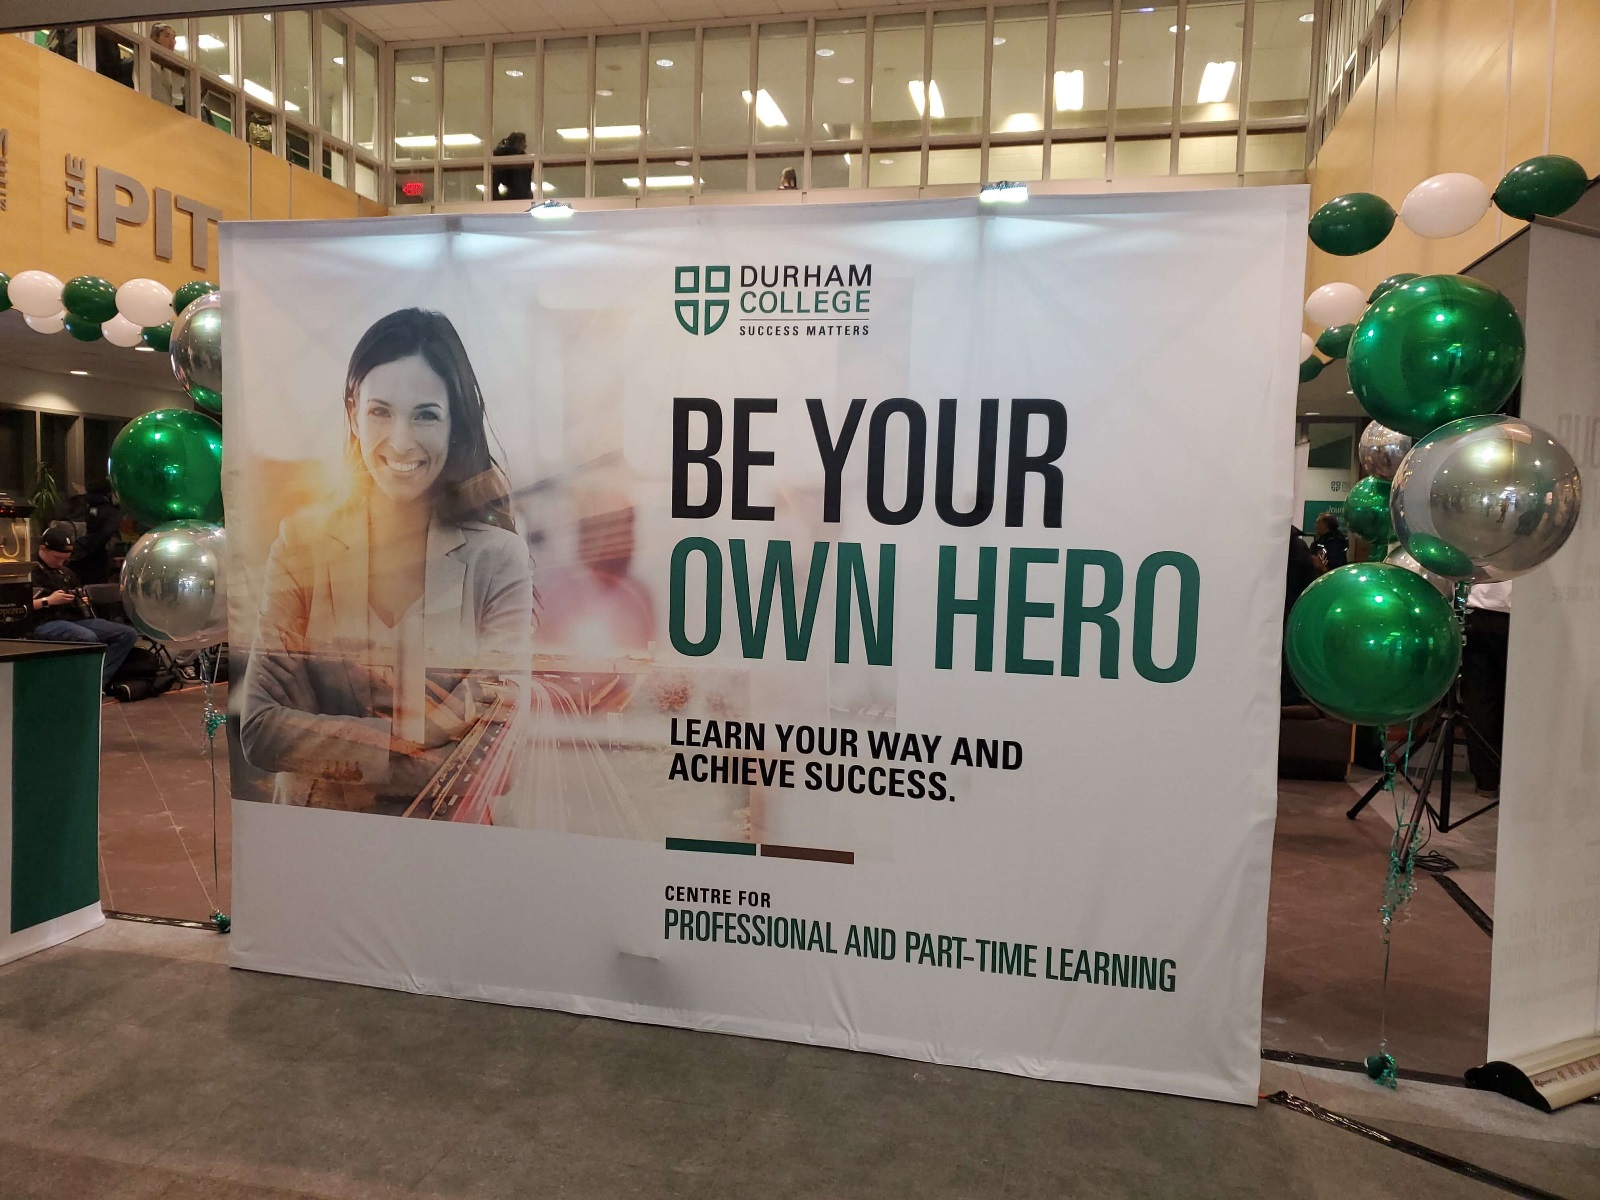 THE PIT
EXIT
DURHAM
COLLEGE
SUCCESS MATTERS
BE YOUR
OWN HERO
LEARN YOUR WAY AND
ACHIEVE SUCCESS.
CENTRE FOR
PROFESSIONAL AND PART-TIME LEARNING